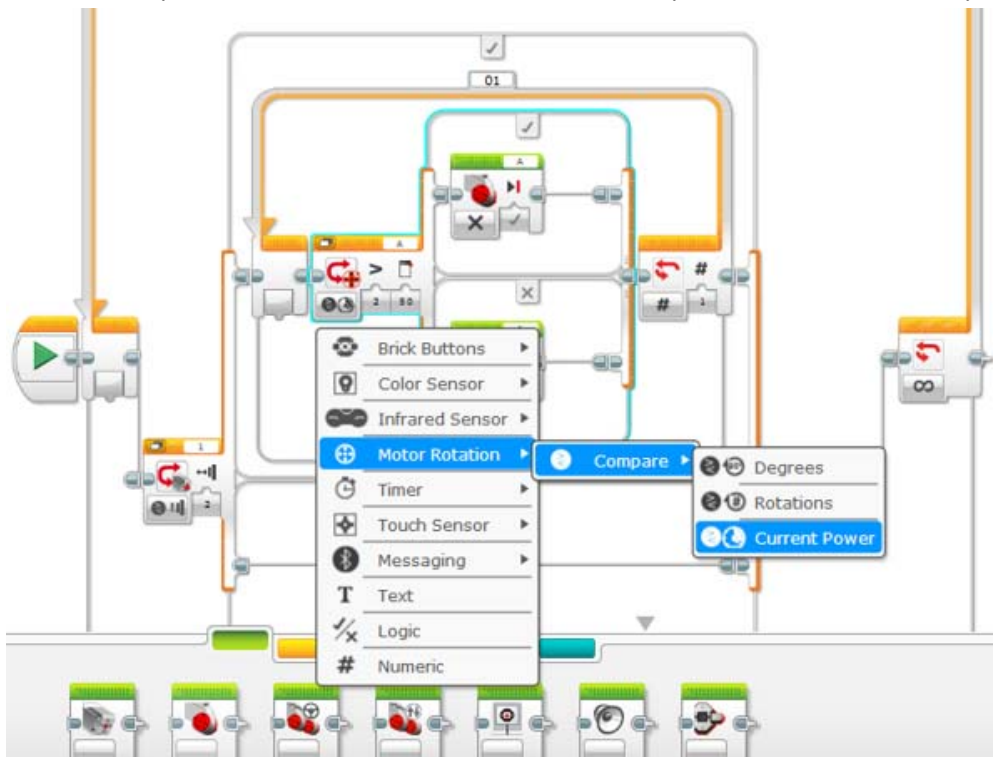 01
A
A
> 
#
2 50
#
1
1
2
∞
Brick Buttons
Color Sensor
Infrared Sensor
Motor Rotation
Compare
Degrees
Rotations
Current Power
Timer
Touch Sensor
Messaging
T Text
Logic
# Numeric